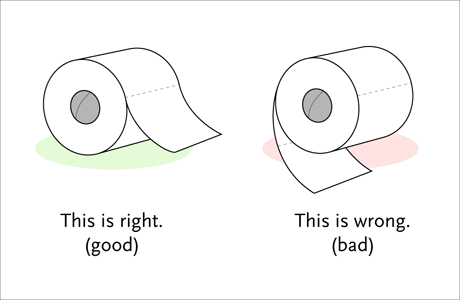 This is right.
(good)
This is wrong.
(bad)